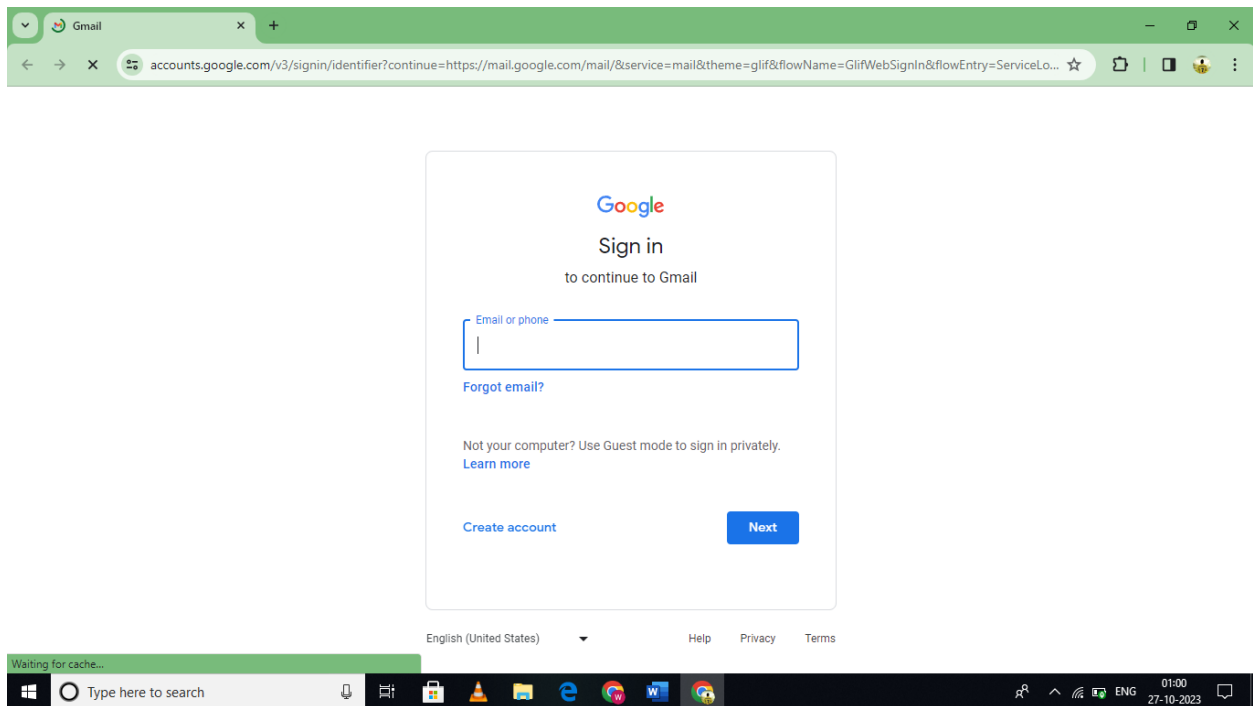 Gmail
accounts.google.com/v3/signin/identifier?continue=https://mail.google.com/mail/&service=mail&theme=glif&flowName=GlifWebSignIn&flowEntry=ServiceLo...
Google
Sign in
to continue to Gmail
Email or phone
Forgot email?
Not your computer? Use Guest mode to sign in privately.
Learn more
Create account Next
English (United States) Help Privacy Terms
Waiting for cache...
Type here to search ENG 01:00
27-10-2023